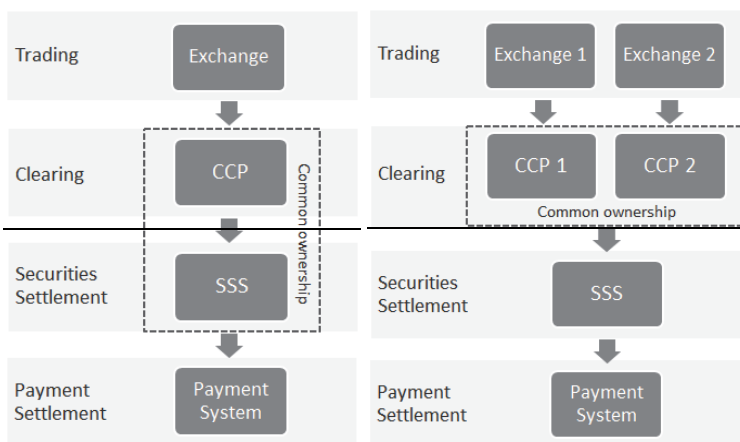 Trading
Exchange
Clearing
CCP
Common ownership
Securities
Settlement
SSS
Payment
Settlement
Payment
System
Trading
Exchange 1
Exchange 2
Clearing
CCP 1
CCP 2
Common ownership
Securities
Settlement
SSS
Payment
Settlement
Payment
System